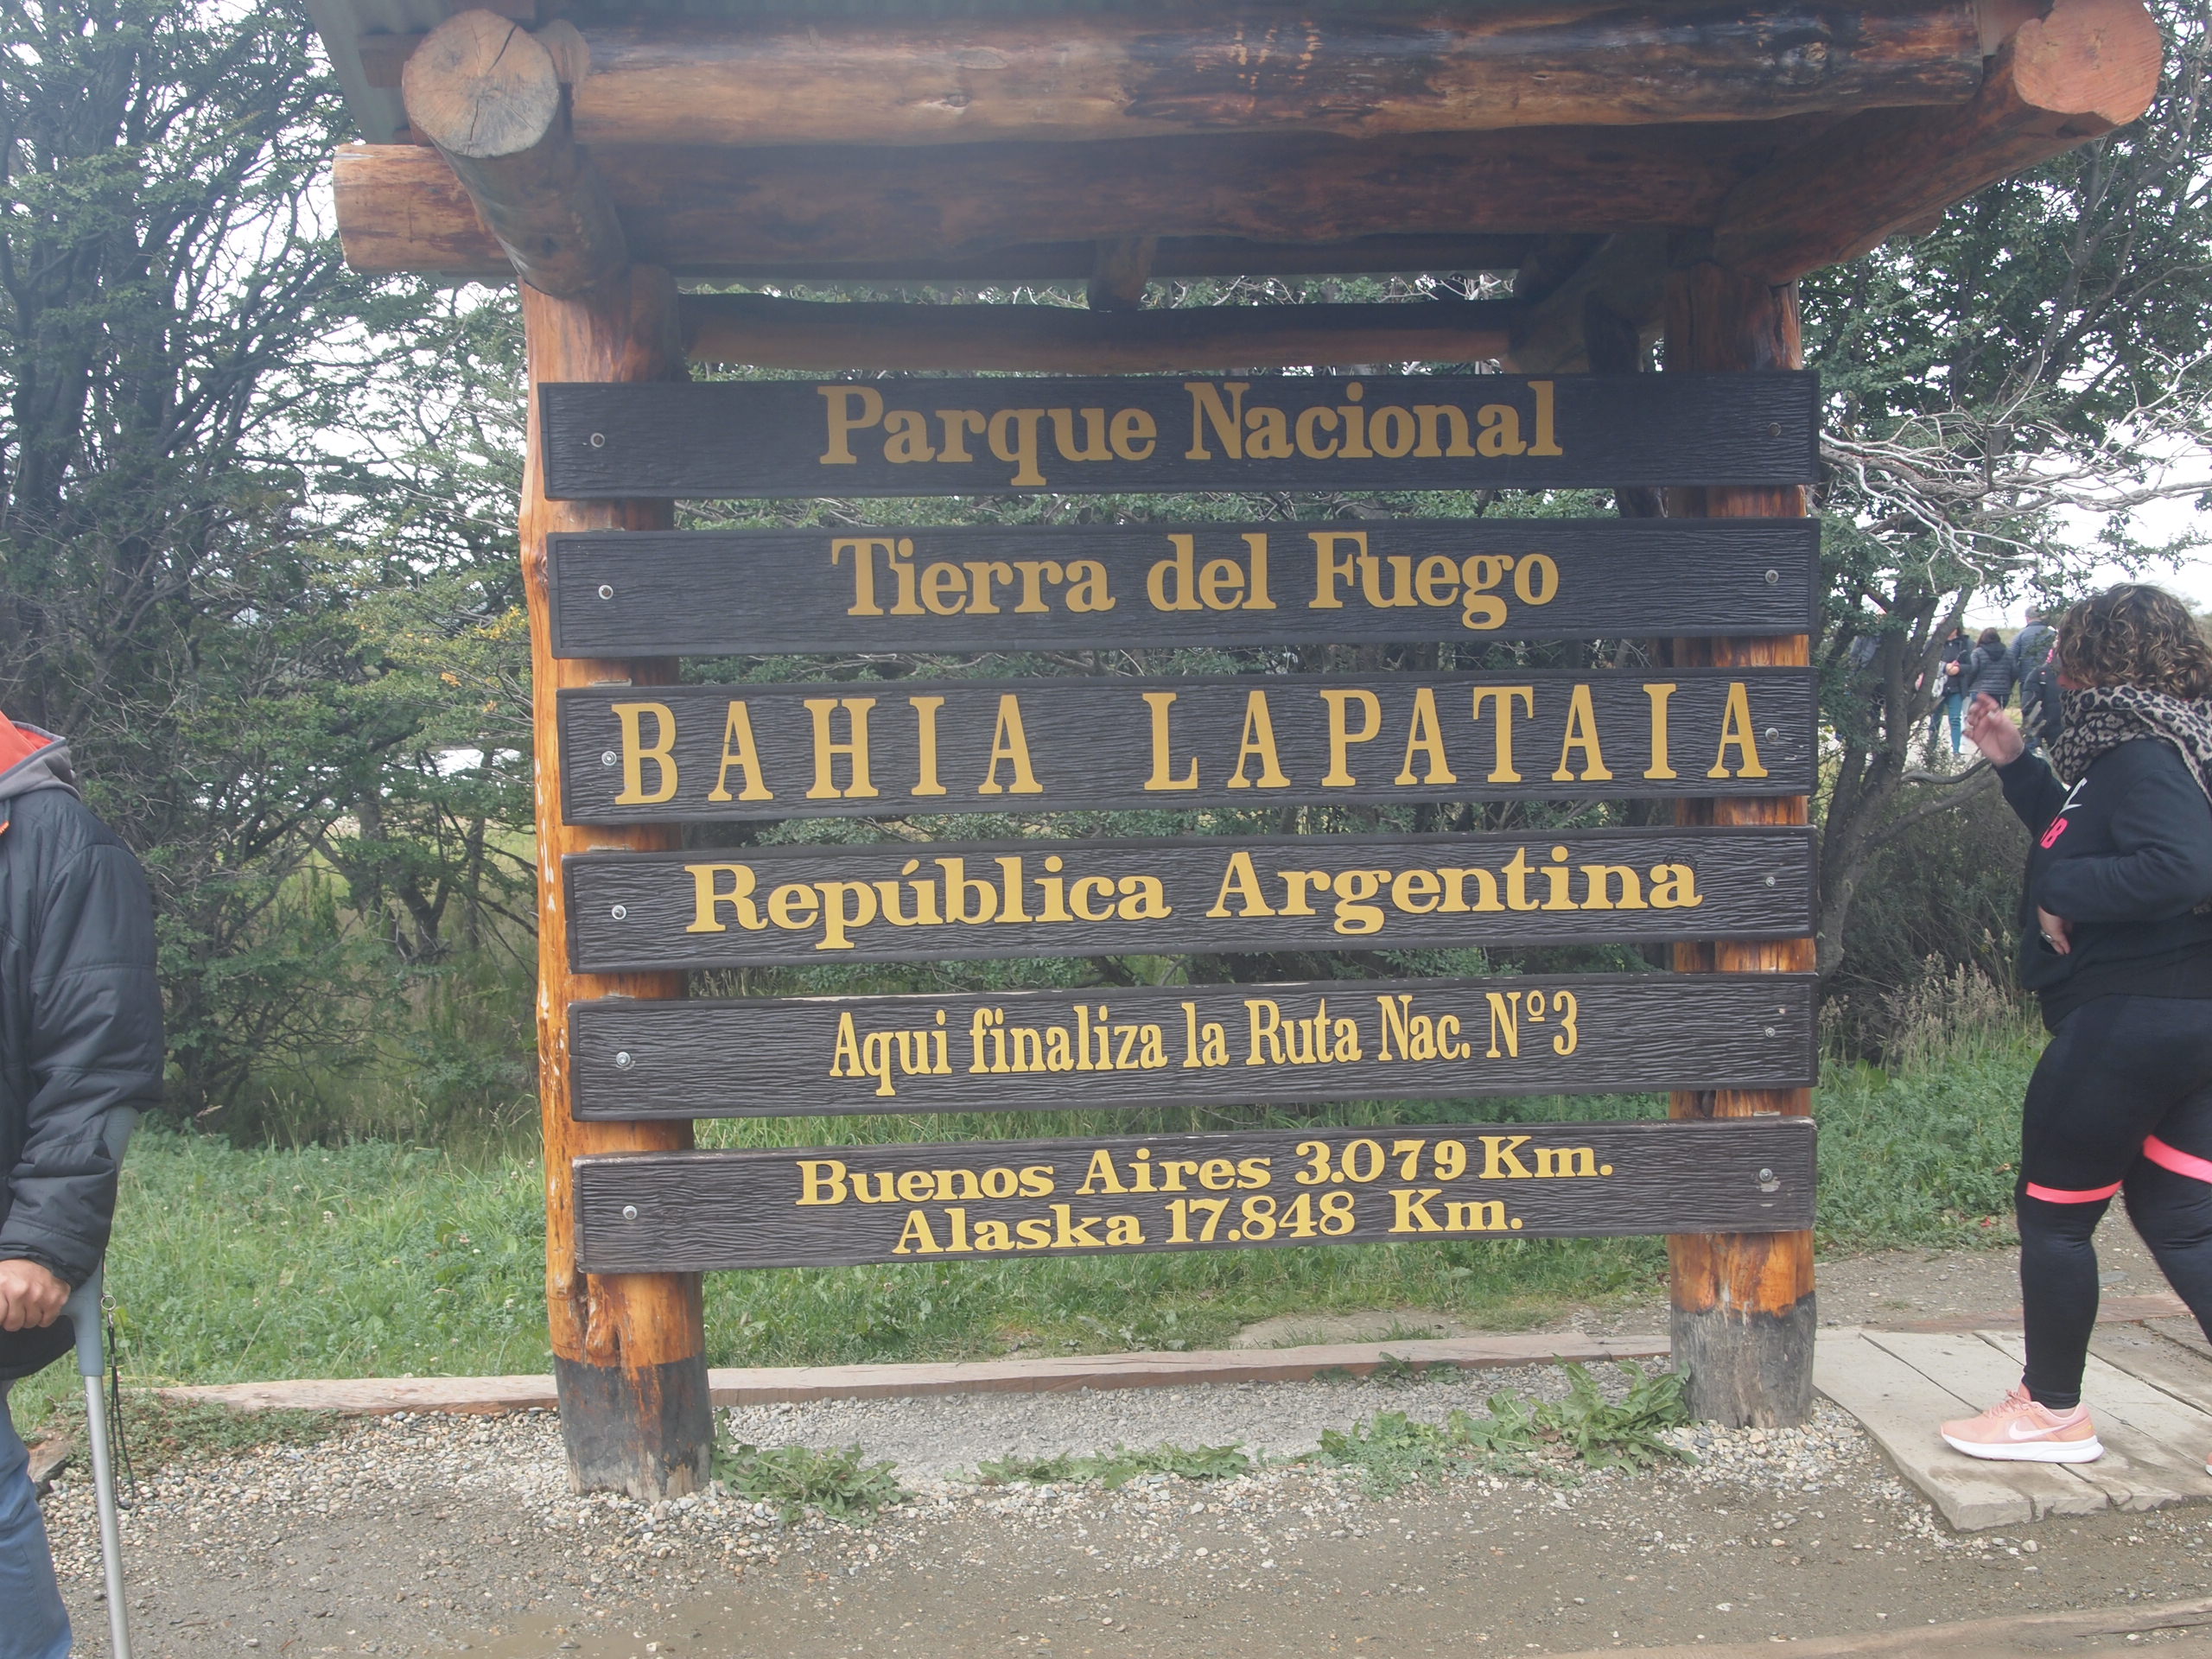 Parque Nacional
Tierra del Fuego
BAHIA LAPATAIA
República Argentina
Aqui finaliza la Ruta Nac. Nº3
Buenos Aires 3.079 Km.
Alaska 17.848 Km.